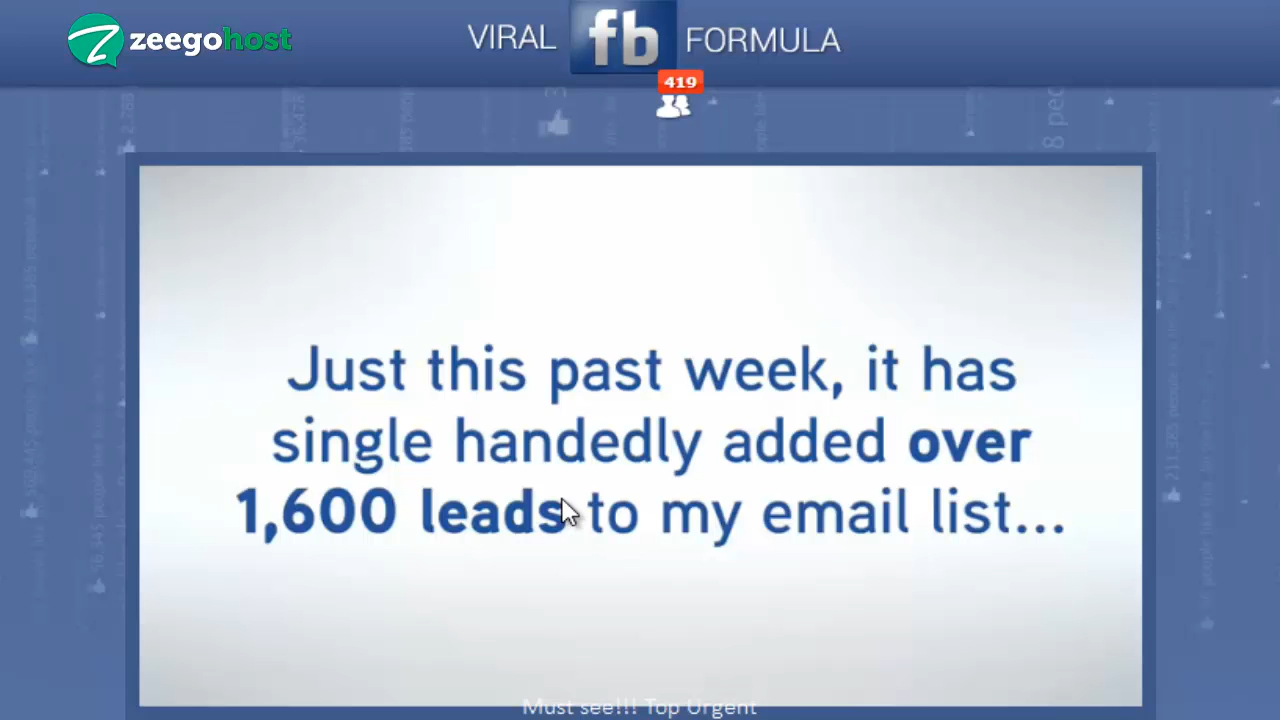 zeegohost
VIRAL fb FORMULA
419
Just this past week, it has
single handedly added over
1,600 leads to my email list...
Must see!!! Top Urgent